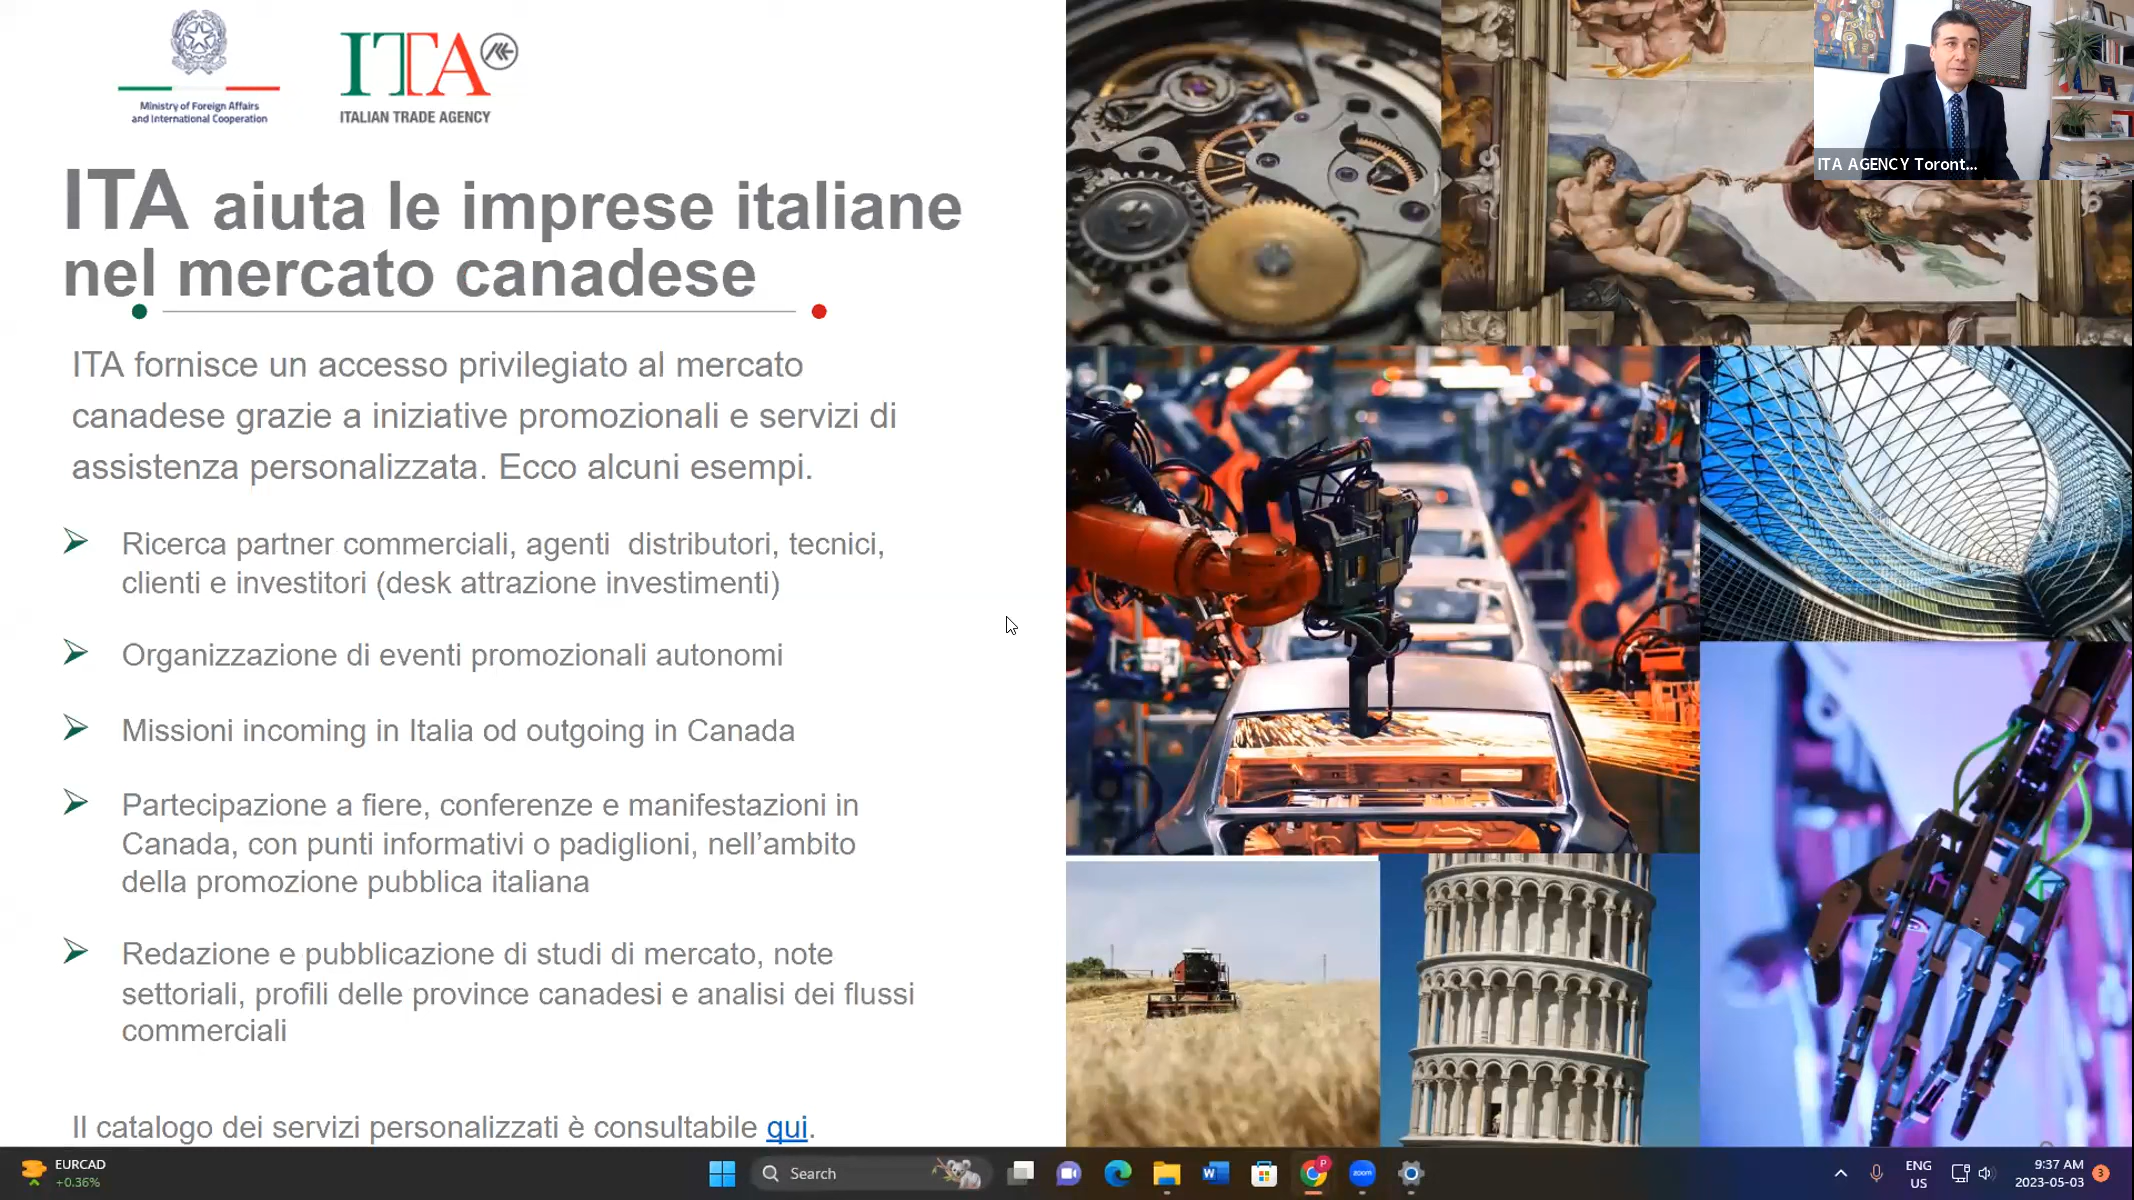 Ministry of Foreign Affairs
and International Cooperation
ITA
ITALIAN TRADE AGENCY
ITA aiuta le imprese italiane
nel mercato canadese
ITA fornisce un accesso privilegiato al mercato
canadese grazie a iniziative promozionali e servizi di
assistenza personalizzata. Ecco alcuni esempi.
Ricerca partner commerciali, agenti distributori, tecnici,
clienti e investitori (desk attrazione investimenti)
Organizzazione di eventi promozionali autonomi
Missioni incoming in Italia od outgoing in Canada
Partecipazione a fiere, conferenze e manifestazioni in
Canada, con punti informativi o padiglioni, nell'ambito
della promozione pubblica italiana
Redazione e pubblicazione di studi di mercato, note
settoriali, profili delle province canadesi e analisi dei flussi
commerciali
Il catalogo dei servizi personalizzati è consultabile qui.
ITA AGENCY Toront...
EURCAD
+0.36%
Search
P
zoom
ENG
US
9:37 AM
2023-05-03
3